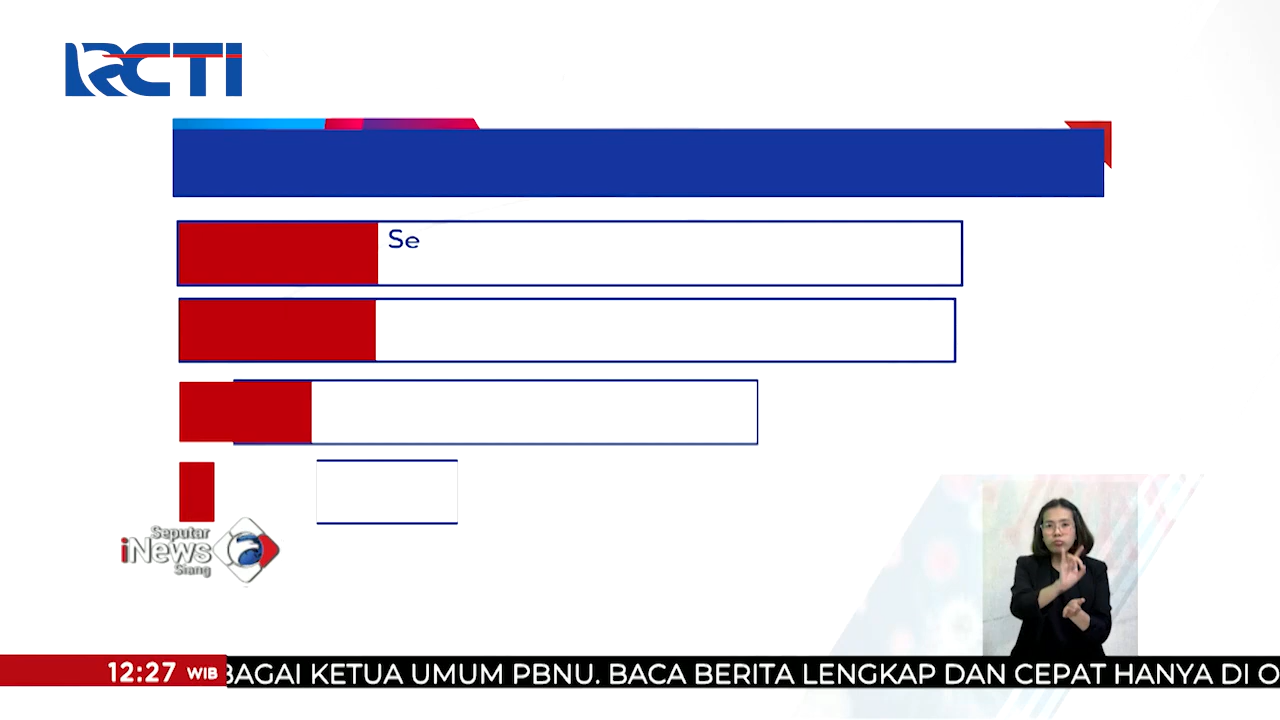 RCTI
Se
Seputar
iNews
Siang
12:27 WIB
BAGAI KETUA UMUM PBNU. BACA BERITA LENGKAP DAN CEPAT HANYA DI O